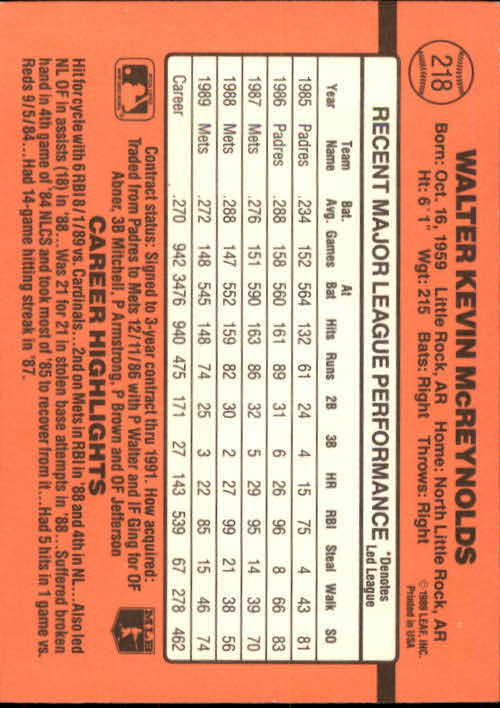 218
WALTER KEVIN McREYNOLDS
Born: Oct. 16, 1959 Little Rock, AR Home: North Little Rock, AR
Ht: 6'1" Wgt: 215 Bats: Right Throws: Right
© 1989 LEAF, INC.
Printed in USA
RECENT MAJOR LEAGUE PERFORMANCE *Denotes Led League
Year Team Name Bat. Avg. Games At Bat Hits Runs 2B 3B HR RBI Steal Walk SO
1985 Padres .234 152 564 132 61 24 4 15 75 4 43 81
1986 Padres .288 158 560 161 89 31 6 26 96 8 66 83
1987 Mets .276 151 590 163 86 32 5 29 95 14 39 70
1988 Mets .288 147 552 159 82 30 2 27 99 21 38 56
1989 Mets .272 148 545 148 74 25 3 22 85 15 46 74
Career .270 942 3476 940 475 171 27 143 539 67 278 462
Contract status: Signed to 3-year contract thru 1991. How acquired:
Traded from Padres to Mets 12/11/86 with P Walter and IF Ging for OF
Abner, 3B Mitchell, P Armstrong, P Brown and OF Jefferson
MLB
CAREER HIGHLIGHTS
Hit for cycle with 6 RBI 8/1/89 vs. Cardinals...2nd on Mets in RBI in '88 and 4th in NL...Also led
NL OF in assists (18) in '88...Was 21 for 21 in stolen base attempts in '88...Suffered broken
hand in 4th game of '84 NLCS and took most of '85 to recover from it...Had 5 hits in 1 game vs.
Reds 9/5/84...Had 14-game hitting streak in '87.